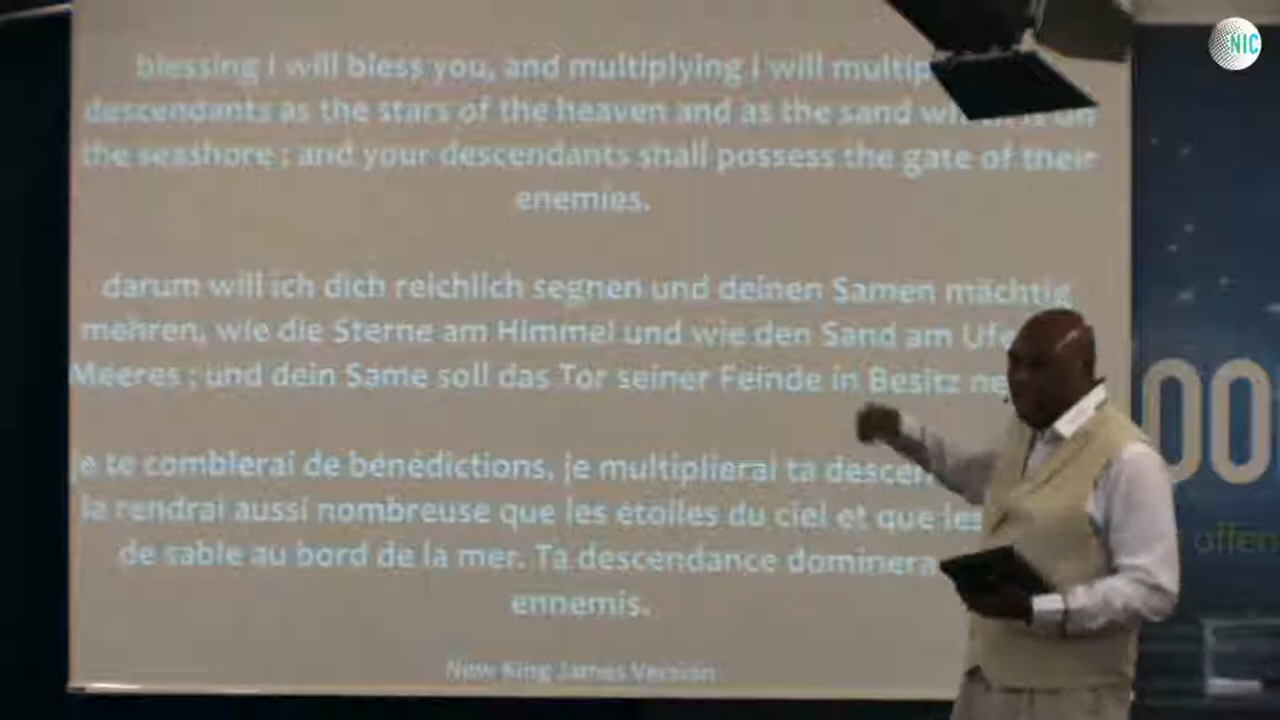 NIC
blessing I will bless you, and multiplying I will
descendants as the stars of the heaven and as the sand
the seashore ; and your descendants shall possess the gate of their
enemies.
darum will ich dich reichlich segnen und deinen Samen mächtig
mehren, wie die Sterne am Himmel und wie den Sand am
Meeres ; und dein Same soll das Tor seiner Feinde in Besitz
te comblerai de bénédictions, je multiplierai ta
la rendrai aussi nombreuse que les étoiles du ciel et que les
de sable au bord de la mer. Ta descendance dominera
ennemis.
New King James Version